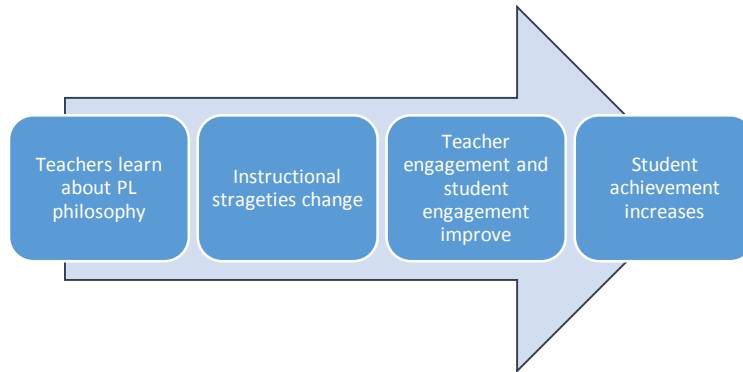 Teachers learn
about PL
philosophy
Instructional
strageties change
Teacher
engagement and
student
engagement
improve
Student
achievement
increases